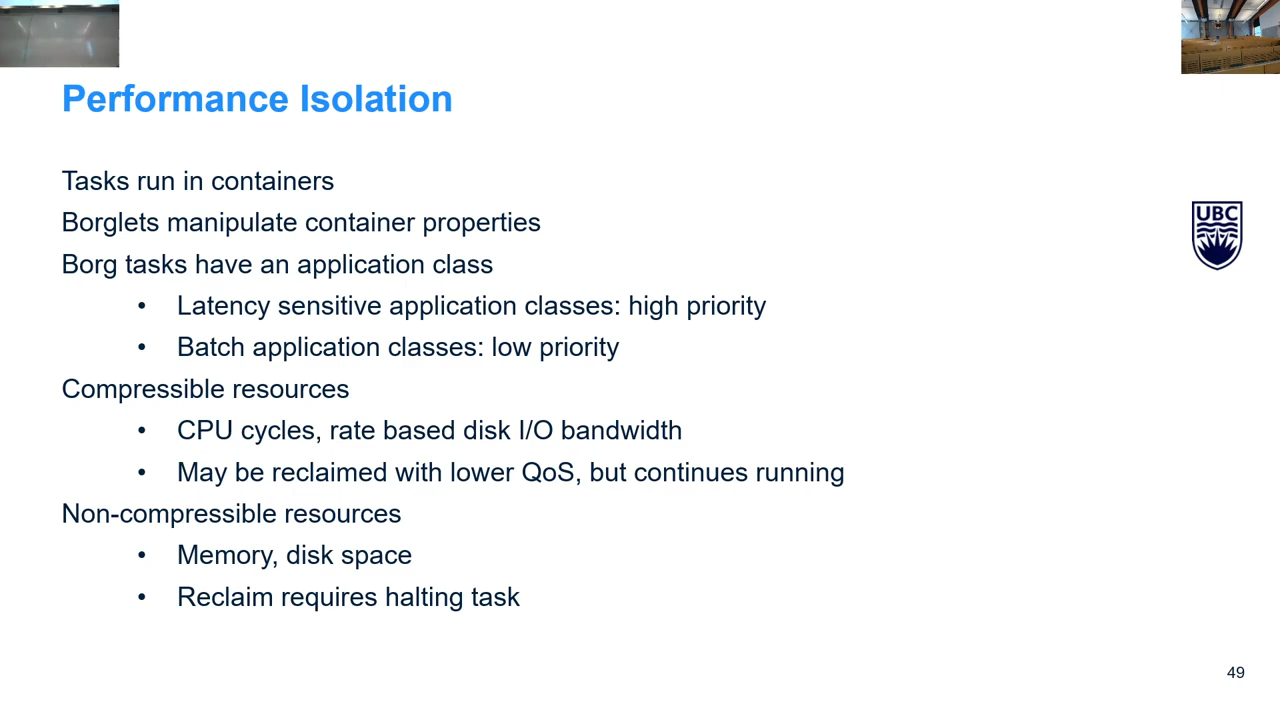 Performance Isolation
Tasks run in containers
Borglets manipulate container properties
Borg tasks have an application class
• Latency sensitive application classes: high priority
• Batch application classes: low priority
Compressible resources
• CPU cycles, rate based disk I/O bandwidth
• May be reclaimed with lower QoS, but continues running
Non-compressible resources
• Memory, disk space
• Reclaim requires halting task
UBC
49